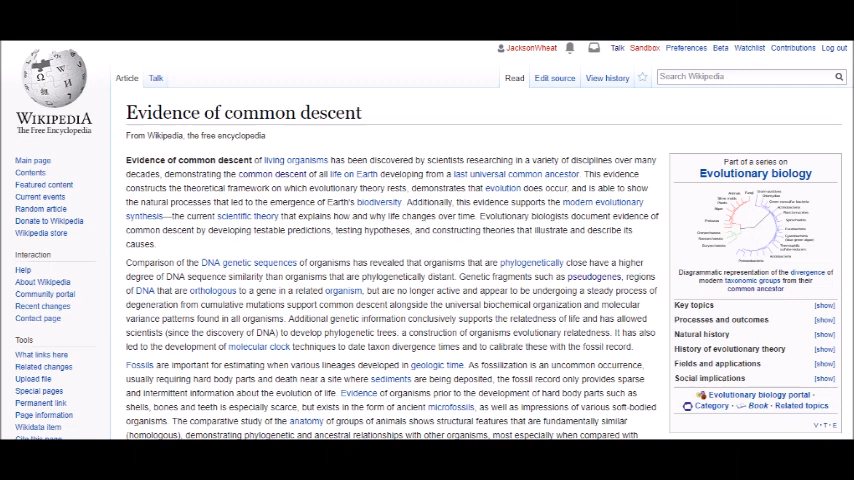 JacksonWheat Talk Sandbox Preferences Beta Watchlist Contributions Log out
Article Talk Read Edit source View history Search Wikipedia
WIKIPEDIA
The Free Encyclopedia
Main page
Contents
Featured content
Current events
Random article
Donate to Wikipedia
Wikipedia store
Interaction
Help
About Wikipedia
Community portal
Recent changes
Contact page
Tools
What links here
Related changes
Upload file
Special pages
Permanent link
Page information
Wikidata item
Cite this page
Evidence of common descent
From Wikipedia, the free encyclopedia
Evidence of common descent of living organisms has been discovered by scientists researching in a variety of disciplines over many
decades, demonstrating the common descent of all life on Earth developing from a last universal common ancestor. This evidence
constructs the theoretical framework on which evolutionary theory rests, demonstrates that evolution does occur, and is able to show
the natural processes that led to the emergence of Earth's biodiversity. Additionally, this evidence supports the modern evolutionary
synthesis—the current scientific theory that explains how and why life changes over time. Evolutionary biologists document evidence of
common descent by developing testable predictions, testing hypotheses, and constructing theories that illustrate and describe its
causes.
Comparison of the DNA genetic sequences of organisms has revealed that organisms that are phylogenetically close have a higher
degree of DNA sequence similarity than organisms that are phylogenetically distant. Genetic fragments such as pseudogenes, regions
of DNA that are orthologous to a gene in a related organism, but are no longer active and appear to be undergoing a steady process of
degeneration from cumulative mutations support common descent alongside the universal biochemical organization and molecular
variance patterns found in all organisms. Additional genetic information conclusively supports the relatedness of life and has allowed
scientists (since the discovery of DNA) to develop phylogenetic trees: a construction of organisms evolutionary relatedness. It has also
led to the development of molecular clock techniques to date taxon divergence times and to calibrate these with the fossil record.
Fossils are important for estimating when various lineages developed in geologic time. As fossilization is an uncommon occurrence,
usually requiring hard body parts and death near a site where sediments are being deposited, the fossil record only provides sparse
and intermittent information about the evolution of life. Evidence of organisms prior to the development of hard body parts such as
shells, bones and teeth is especially scarce, but exists in the form of ancient microfossils, as well as impressions of various soft-bodied
organisms. The comparative study of the anatomy of groups of animals shows structural features that are fundamentally similar
(homologous), demonstrating phylogenetic and ancestral relationships with other organisms, most especially when compared with
Part of a series on
Evolutionary biology
Diagrammatic representation of the divergence of
modern taxonomic groups from their
common ancestor
Key topics [show]
Processes and outcomes [show]
Natural history [show]
History of evolutionary theory [show]
Fields and applications [show]
Social implications [show]
Evolutionary biology portal ·
Category · Book · Related topics
V · T · E